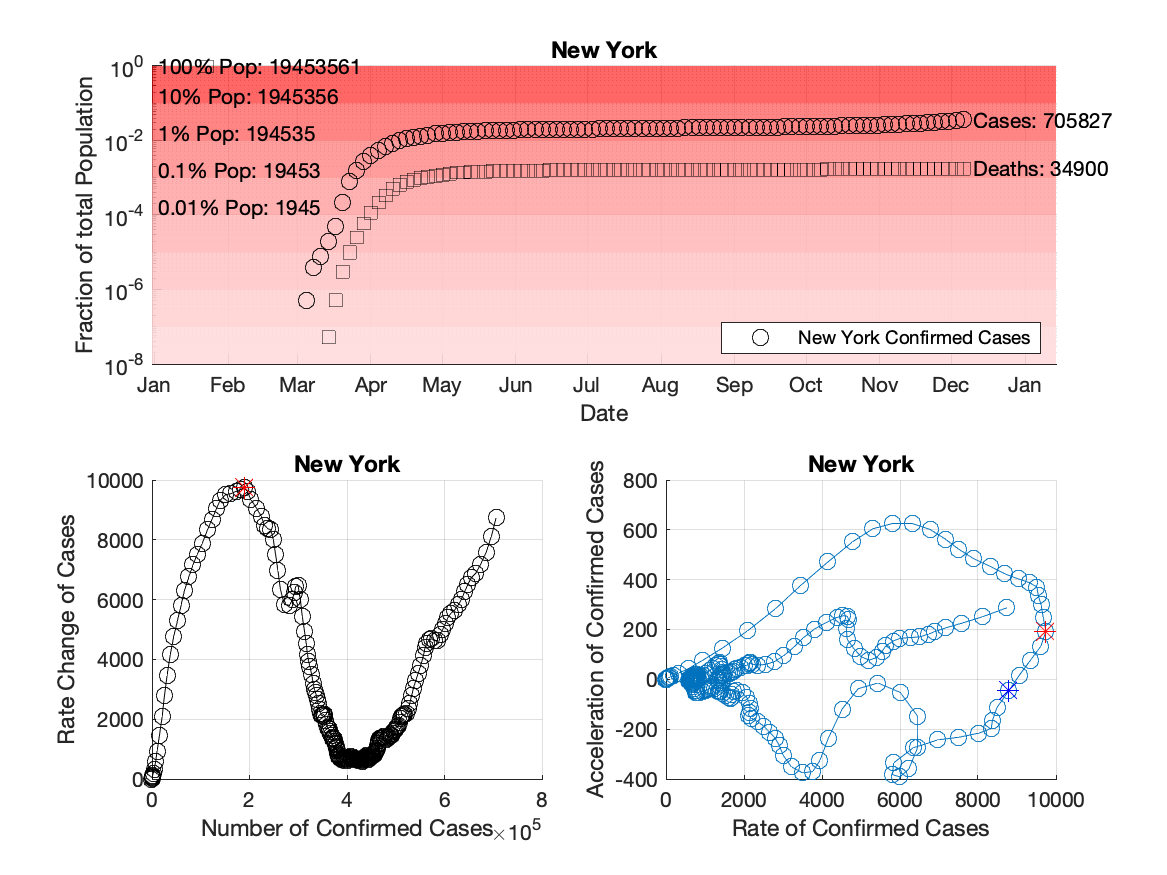 New York
Fraction of total Population
10^0
10^-2
10^-4
10^-6
10^-8
100% Pop: 19453561
10% Pop: 1945356
1% Pop: 194535
0.1% Pop: 19453
0.01% Pop: 1945
Cases: 705827
Deaths: 34900
New York Confirmed Cases
Jan Feb Mar Apr May Jun Jul Aug Sep Oct Nov Dec Jan
Date
New York
Rate Change of Cases
10000
8000
6000
4000
2000
0
0 2 4 6 8
Number of Confirmed Cases ×10^5
New York
Acceleration of Confirmed Cases
800
600
400
200
0
-200
-400
0 2000 4000 6000 8000 10000
Rate of Confirmed Cases